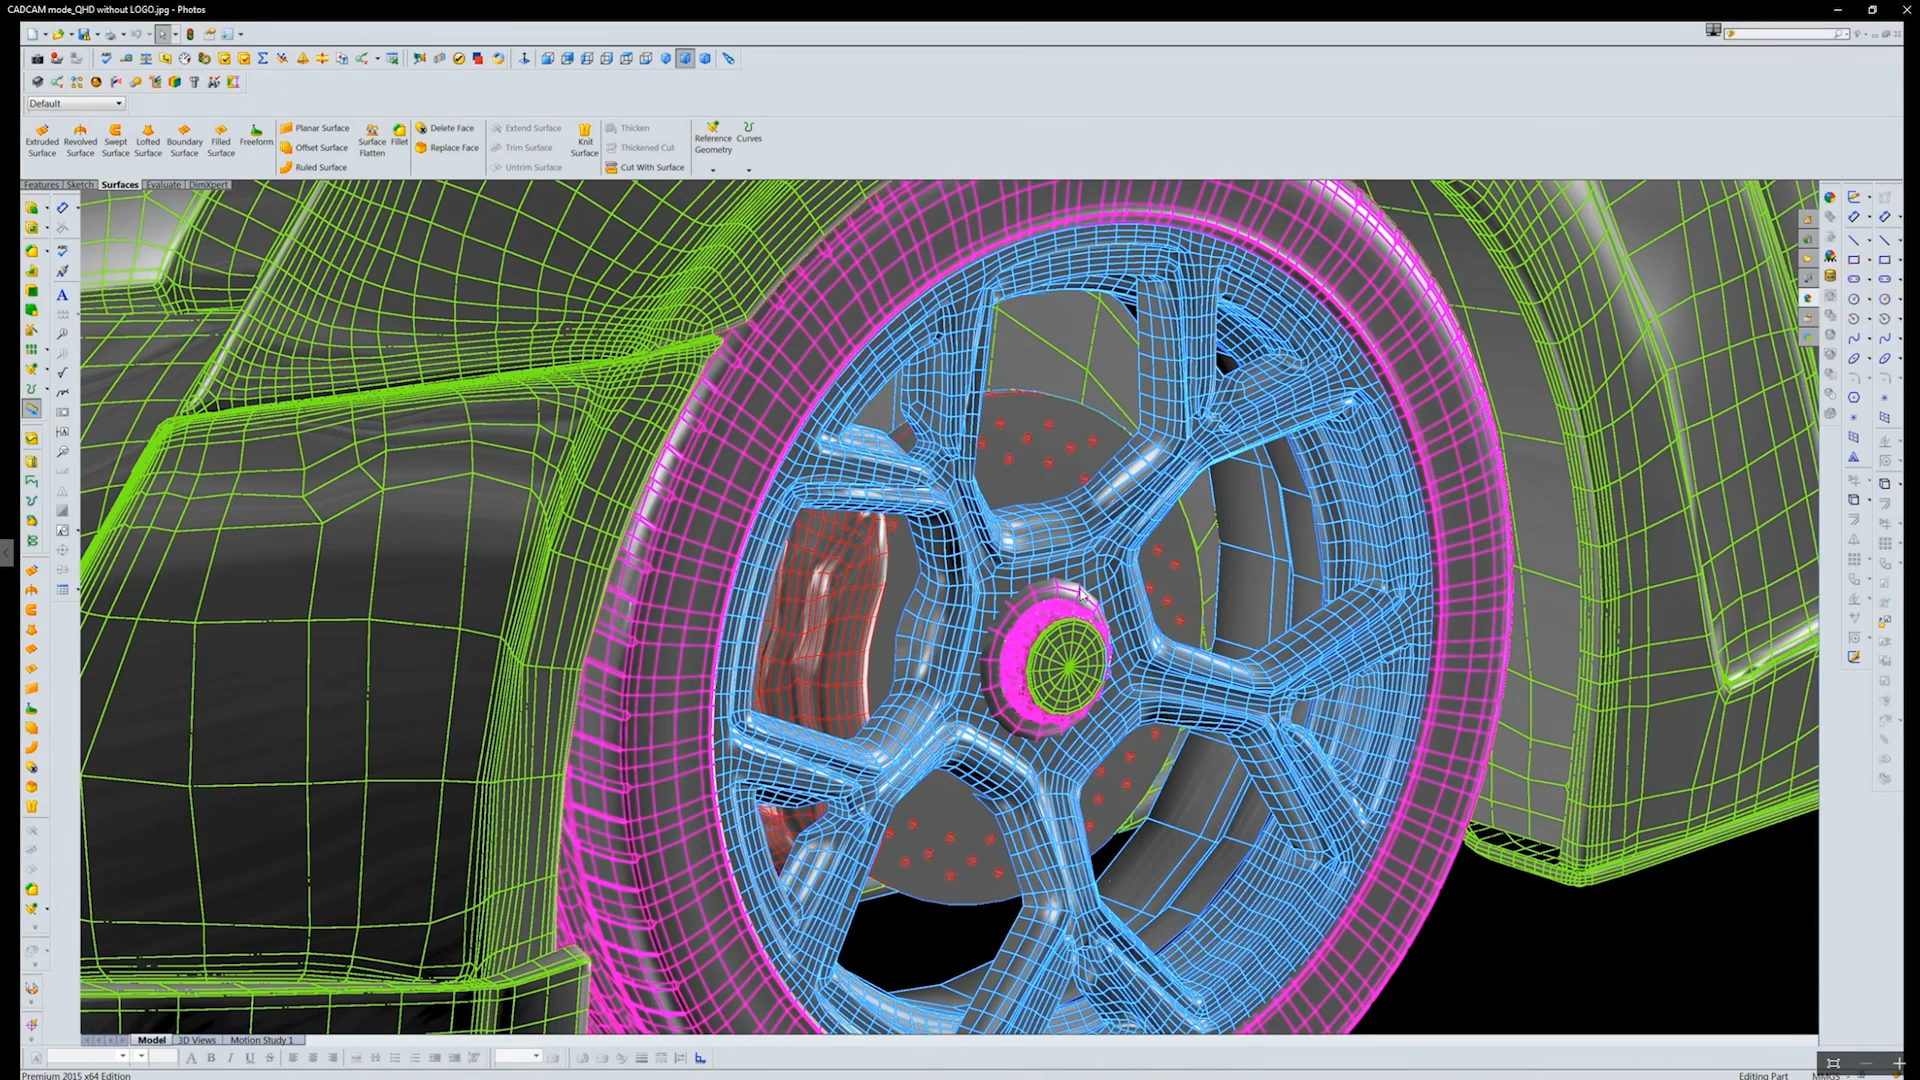 CADCAM mode_QHD without LOGO.jpg - Photos
Default
Extruded Surface
Revolved Surface
Swept Surface
Lofted Surface
Boundary Surface
Filled Surface
Freeform
Planar Surface
Offset Surface
Ruled Surface
Surface Flatten
Fillet
Delete Face
Replace Face
Extend Surface
Trim Surface
Untrim Surface
Knit Surface
Thicken
Thickened Cut
Cut With Surface
Reference Geometry
Curves
Features Sketch Surfaces Evaluate DimXpert
Model 3D Views Motion Study 1
Premium 2015 x64 Edition
Editing Part
MMGS